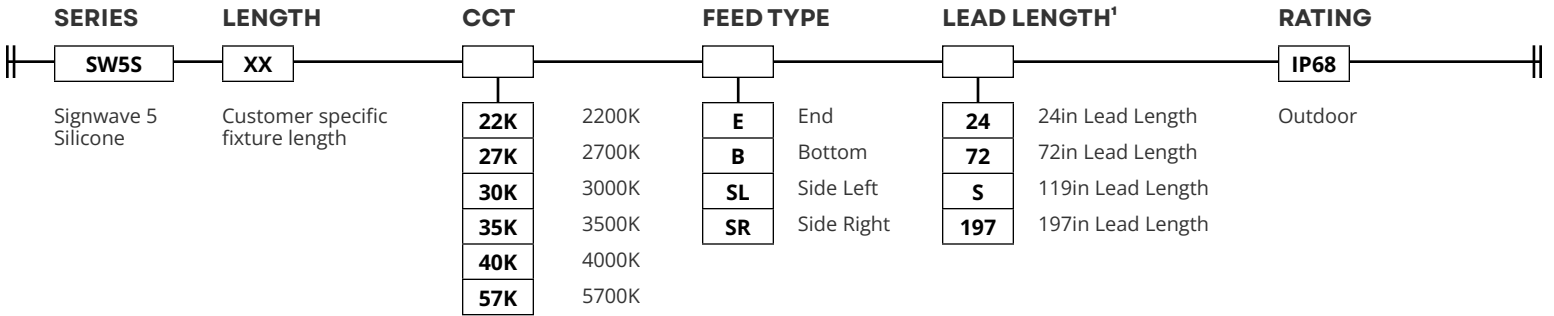 SERIES LENGTH CCT FEED TYPE LEAD LENGTH¹ RATING
SW5S XX IP68
Signwave 5 Silicone
Customer specific fixture length
22K 2200K
27K 2700K
30K 3000K
35K 3500K
40K 4000K
57K 5700K
E End
B Bottom
SL Side Left
SR Side Right
24 24in Lead Length
72 72in Lead Length
S 119in Lead Length
197 197in Lead Length
Outdoor